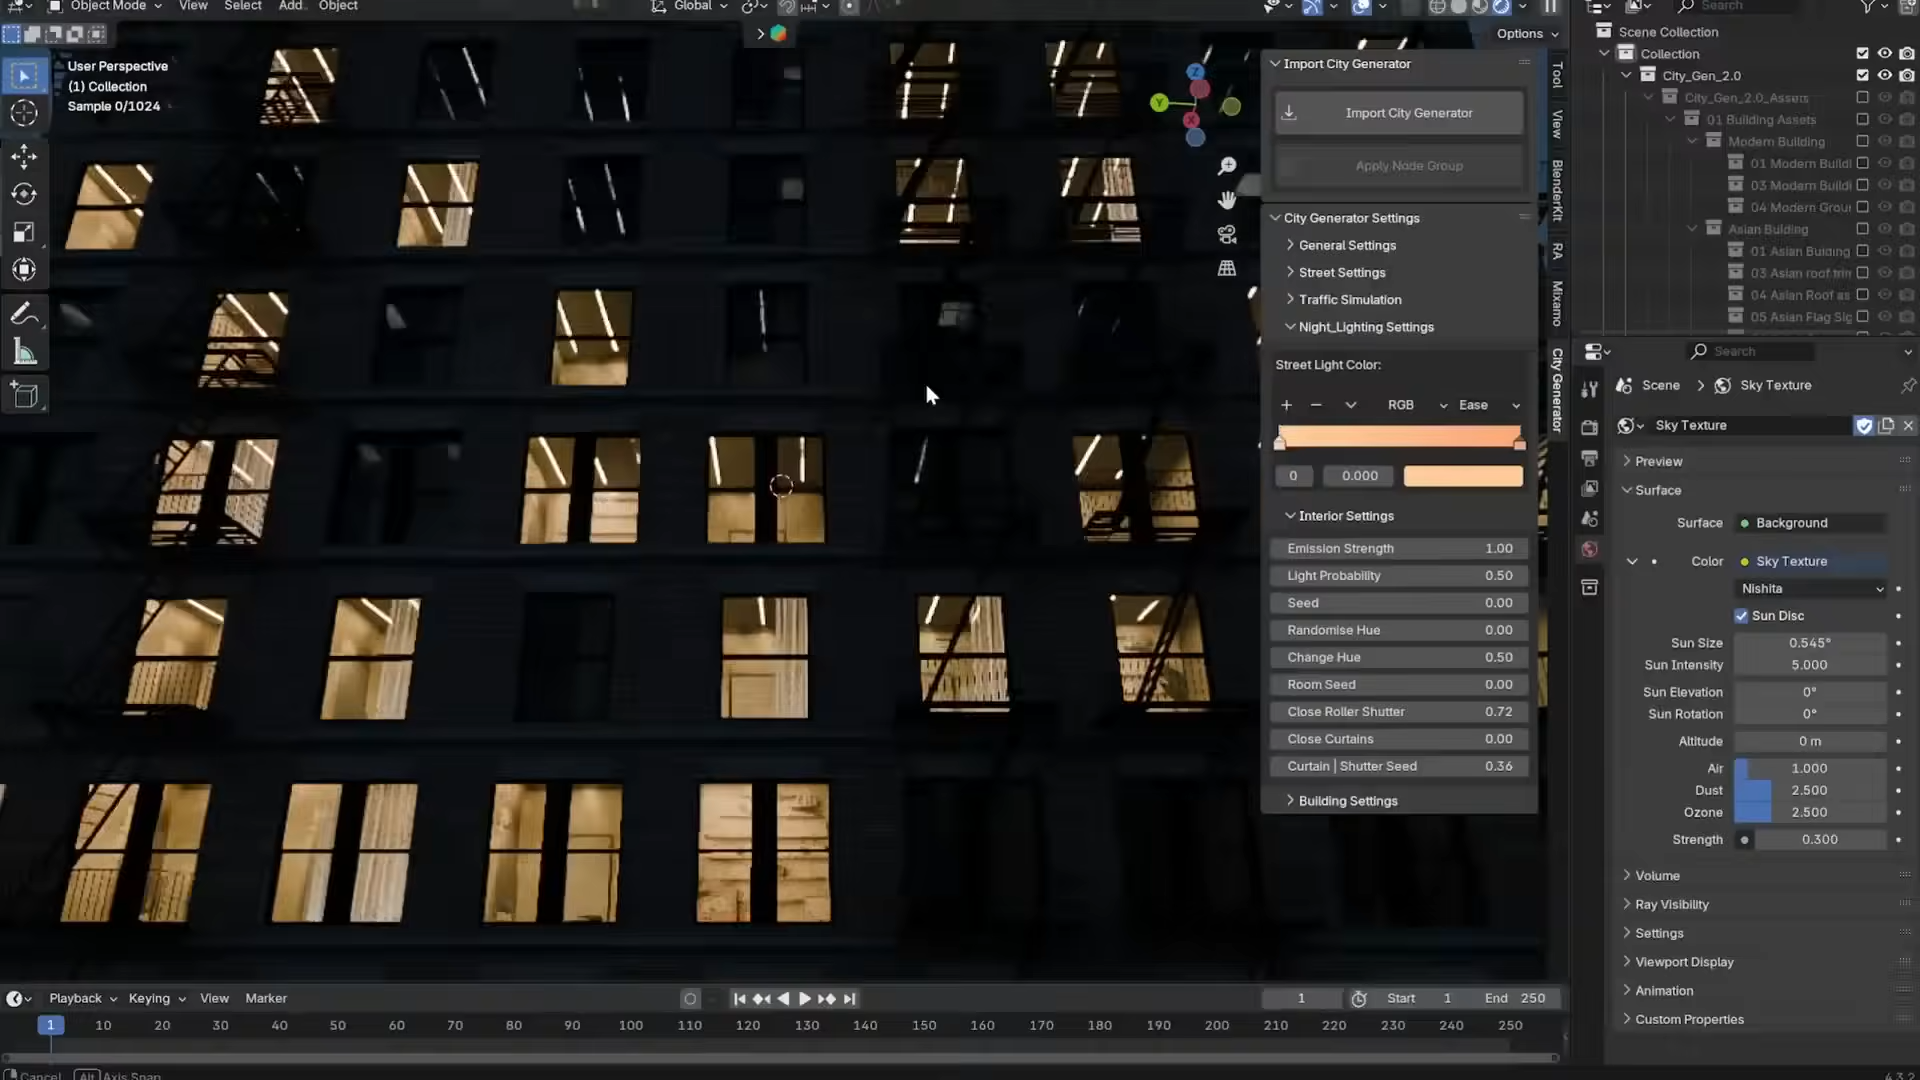 Object Mode View Select Add Object Global
Options
User Perspective
(1) Collection
Sample 0/1024
Z
Y
X
Import City Generator
Import City Generator
Apply Node Group
City Generator Settings
General Settings
Street Settings
Traffic Simulation
Night_Lighting Settings
Street Light Color:
RGB Ease
0 0.000
Interior Settings
Emission Strength 1.00
Light Probability 0.50
Seed 0.00
Randomise Hue 0.00
Change Hue 0.50
Room Seed 0.00
Close Roller Shutter 0.72
Close Curtains 0.00
Curtain | Shutter Seed 0.36
Building Settings
Tool
View
BlenderKit
RA
Mixamo
City Generator
Search
Scene Collection
Collection
City_Gen_2.0
City_Gen_2.0_Assets
01 Building Assets
Modern Building
01 Modern Buildi
03 Modern Buildi
04 Modern Grou
Asian Bulding
01 Asian Buiding
03 Asian roof trin
04 Asian Roof as
05 Asian Flag Sig
Search
Scene Sky Texture
Sky Texture
Preview
Surface
Surface Background
Color Sky Texture
Nishita
Sun Disc
Sun Size 0.545°
Sun Intensity 5.000
Sun Elevation 0°
Sun Rotation 0°
Altitude 0 m
Air 1.000
Dust 2.500
Ozone 2.500
Strength 0.300
Volume
Ray Visibility
Settings
Viewport Display
Animation
Custom Properties
Playback Keying View Marker
1 Start 1 End 250
1 10 20 30 40 50 60 70 80 90 100 110 120 130 140 150 160 170 180 190 200 210 220 230 240 250
Cancel Alt Axis Snap
4.3.2